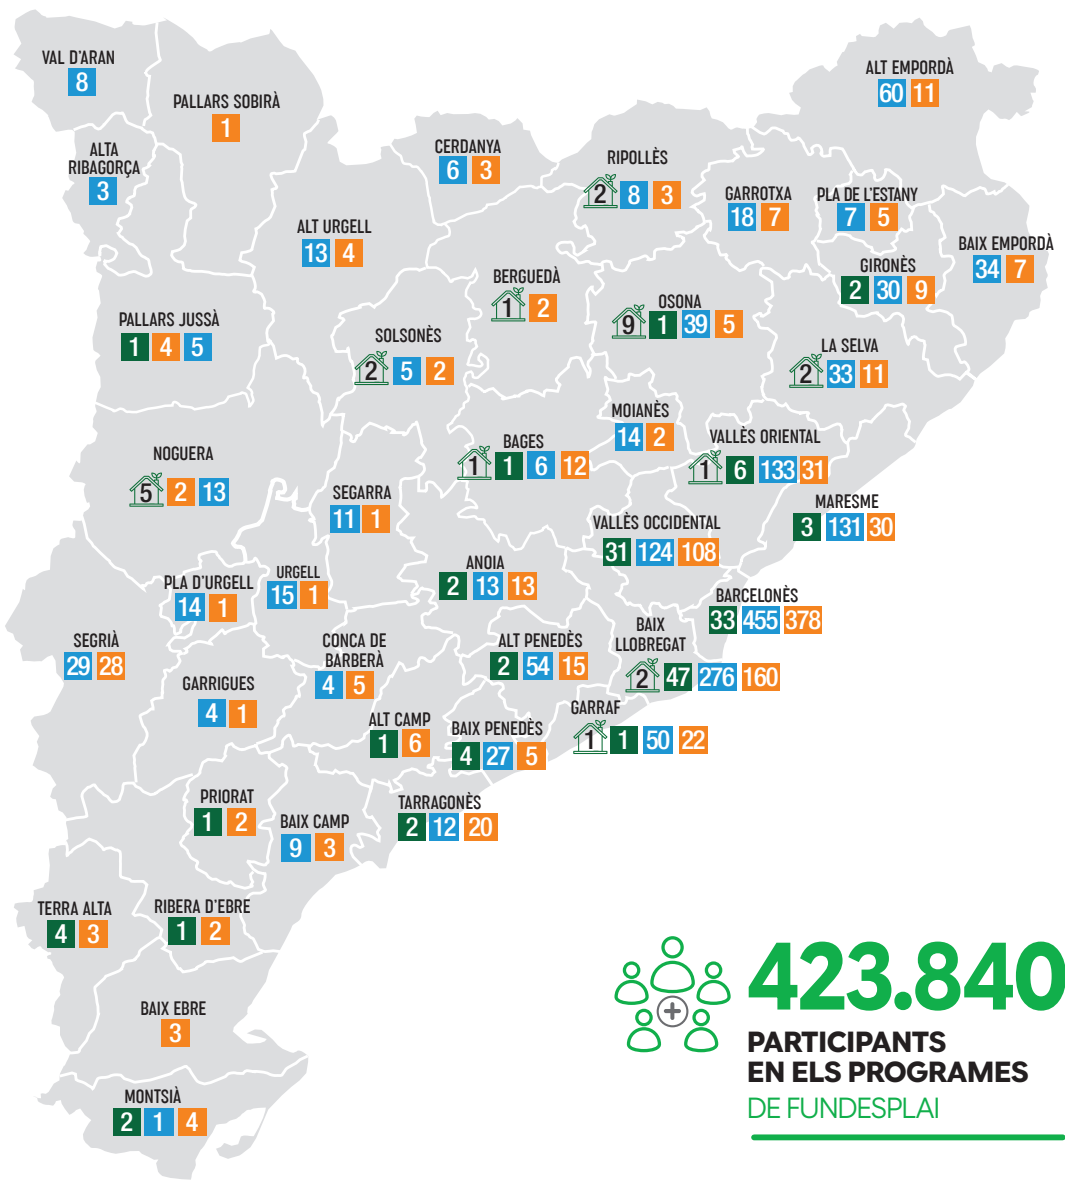 VAL D'ARAN
8
PALLARS SOBIRÀ
1
ALT EMPORDÀ
60 11
ALTA
RIBAGORÇA
3
CERDANYA
6 3
RIPOLLÈS
2 8 3
GARROTXA
18 7
PLA DE L'ESTANY
7 5
ALT URGELL
13 4
BAIX EMPORDÀ
34 7
GIRONÈS
2 30 9
BERGUEDÀ
1 2
OSONA
9 1 39 5
PALLARS JUSSÀ
1 4 5
SOLSONÈS
2 5 2
LA SELVA
2 33 11
MOIANÈS
14 2
BAGES
1 1 6 12
VALLÈS ORIENTAL
1 6 133 31
NOGUERA
5 2 13
SEGARRA
11 1
MARESME
3 131 30
VALLÈS OCCIDENTAL
31 124 108
ANOIA
2 13 13
PLA D'URGELL
14 1
URGELL
15 1
BARCELONÈS
33 455 378
BAIX
LLOBREGAT
2 47 276 160
SEGRIÀ
29 28
CONCA DE
BARBERÀ
4 5
ALT PENEDÈS
2 54 15
GARRIGUES
4 1
GARRAF
1 1 50 22
ALT CAMP
1 6
BAIX PENEDÈS
4 27 5
PRIORAT
1 2
BAIX CAMP
9 3
TARRAGONÈS
2 12 20
TERRA ALTA
4 3
RIBERA D'EBRE
1 2
BAIX EBRE
3
MONTSIÀ
2 1 4
423.840
PARTICIPANTS
EN ELS PROGRAMES
DE FUNDESPLAI